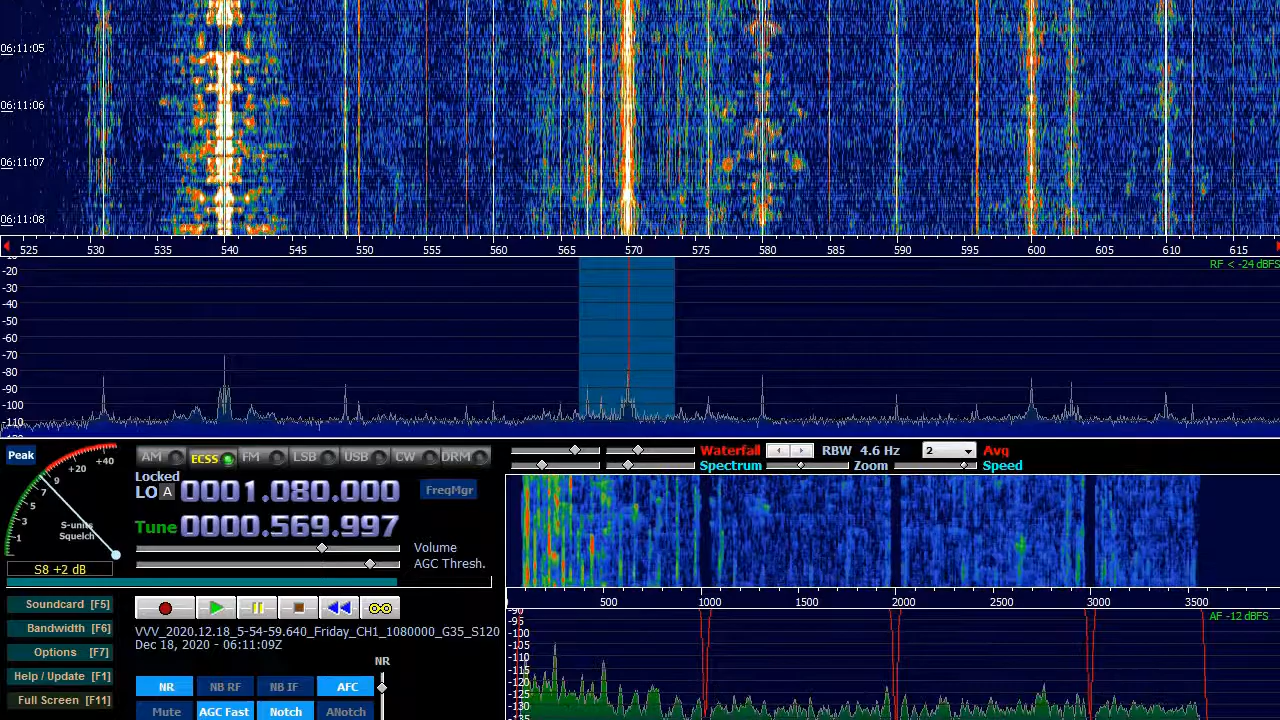 06:11:05
06:11:06
06:11:07
06:11:08
525 530 535 540 545 550 555 560 565 570 575 580 585 590 595 600 605 610 615
RF < -24 dBFS
-20
-30
-40
-50
-60
-70
-80
-90
-100
-110
Peak
1 3 5 7 9 +20 +40
S-units
Squelch
S8 +2 dB
AM ECSS FM LSB USB CW DRM
Locked
LO A 0001.080.000 FreqMgr
Tune 0000.569.997
Volume
AGC Thresh.
Waterfall RBW 4.6 Hz 2 Avg
Spectrum Zoom Speed
Soundcard [F5]
Bandwidth [F6]
Options [F7]
Help / Update [F1]
Full Screen [F11]
VVV_2020.12.18_5-54-59.640_Friday_CH1_1080000_G35_S120
Dec 18, 2020 - 06:11:09Z
NR
NR NB RF NB IF AFC
Mute AGC Fast Notch ANotch
500 1000 1500 2000 2500 3000 3500
AF -12 dBFS
-95
-100
-105
-110
-115
-120
-125
-130
-135